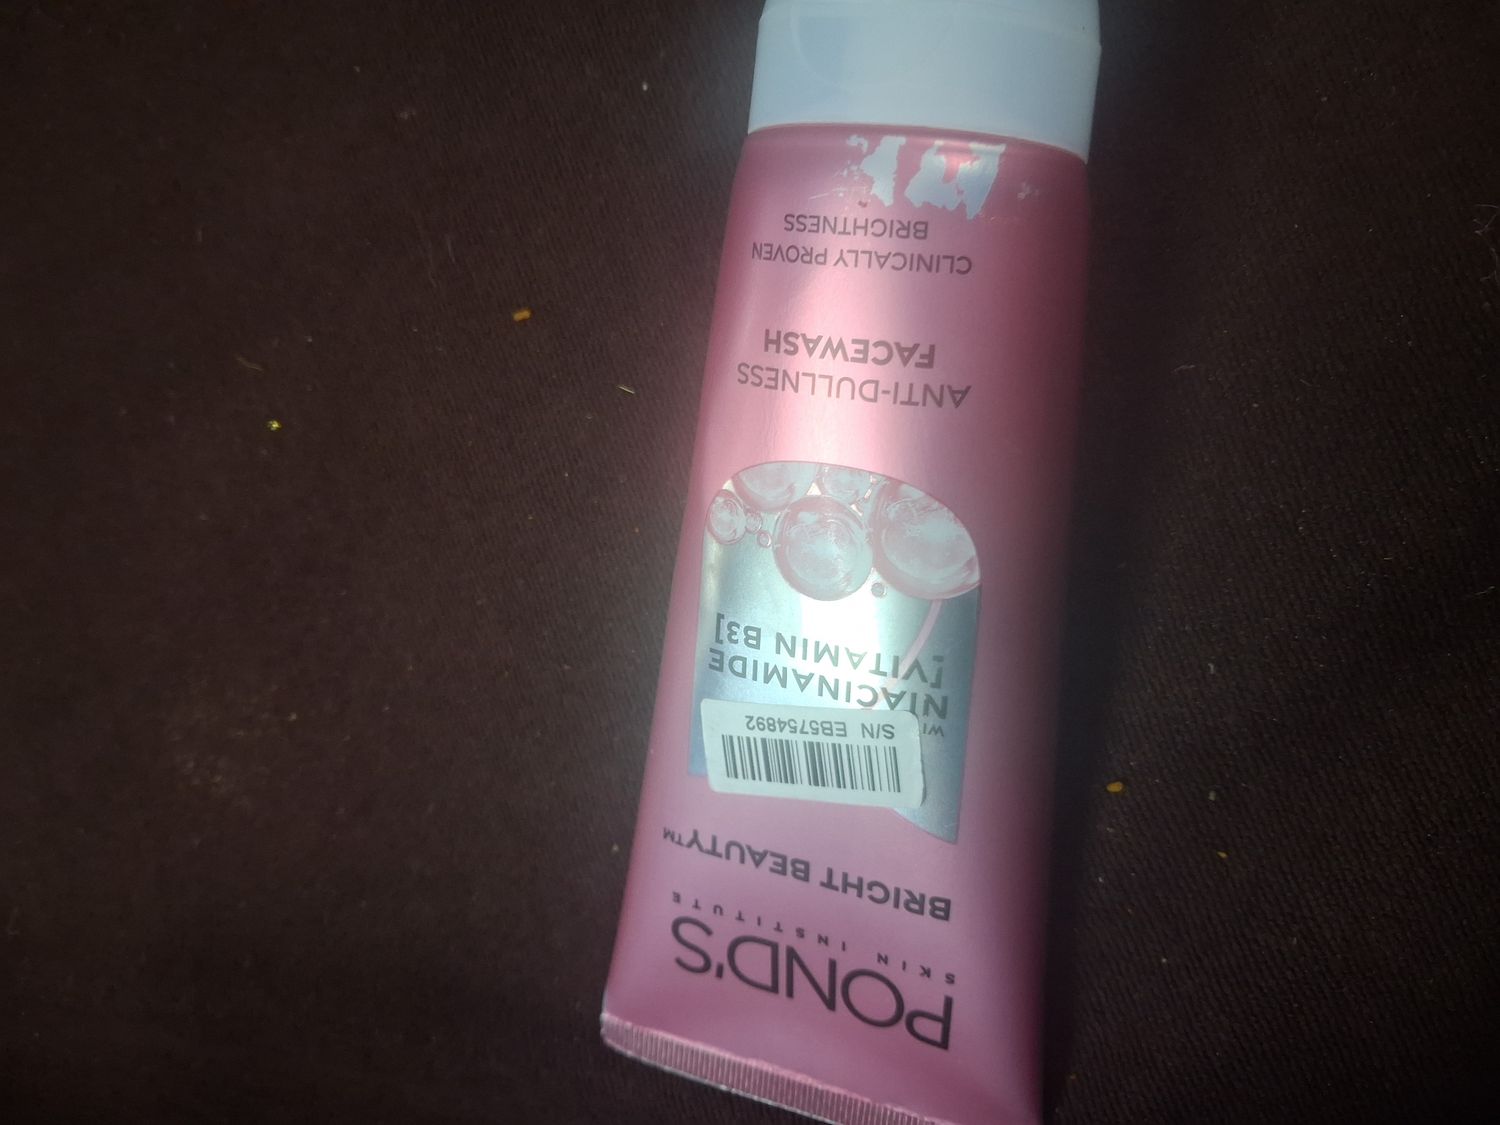 POND'S
SKIN INSTITUTE
BRIGHT BEAUTY™
S/N EB5754892
NIACINAMIDE
[VITAMIN B3]
ANTI-DULLNESS
FACEWASH
CLINICALLY PROVEN
BRIGHTNESS